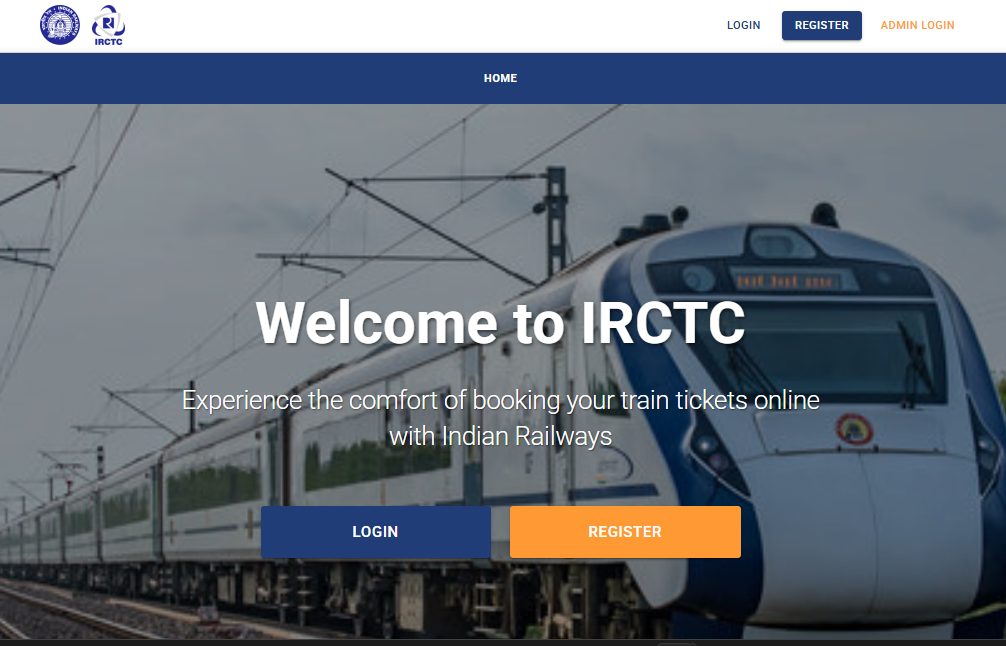 IRCTC
LOGIN
REGISTER
ADMIN LOGIN
HOME
Welcome to IRCTC
Experience the comfort of booking your train tickets online
with Indian Railways
LOGIN
REGISTER